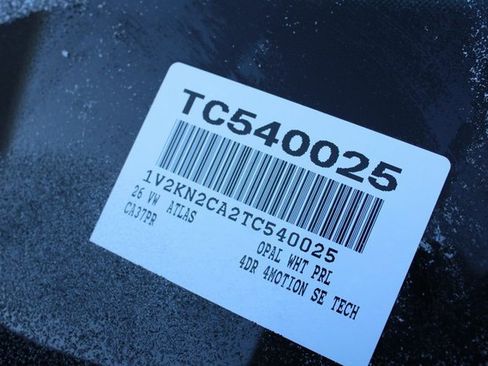 TC540025
1V2KN2CA2TC540025
26 VW ATLAS OPAL WHT PRL
CA37PR 4DR 4MOTION SE TECH